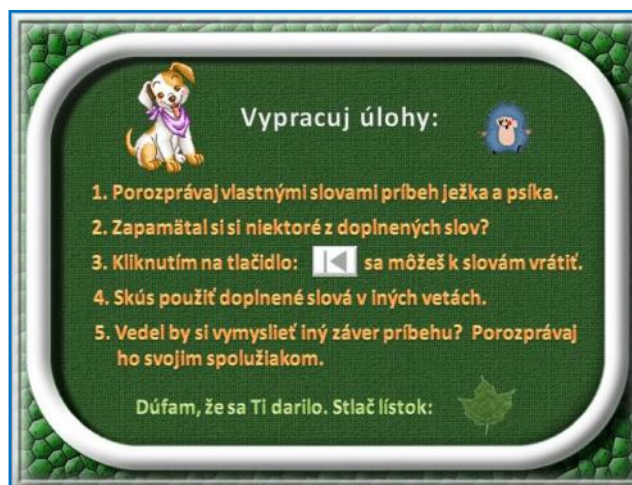 Vypracuj úlohy:
1. Porozprávaj vlastnými slovami príbeh ježka a psíka.
2. Zapamätal si si niektoré z doplnených slov?
3. Kliknutím na tlačidlo: sa môžeš k slovám vrátiť.
4. Skús použiť doplnené slová v iných vetách.
5. Vedel by si vymyslieť iný záver príbehu? Porozprávaj
ho svojim spolužiakom.
Dúfam, že sa Ti darilo. Stlač lístok: